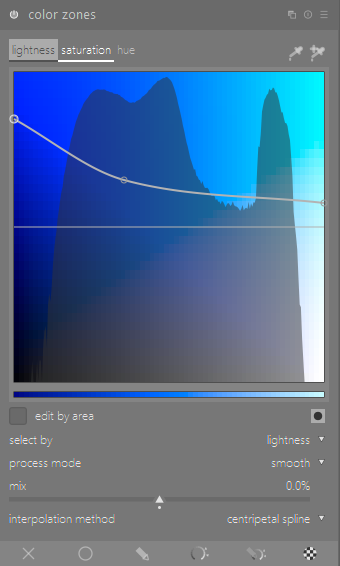 color zones
lightness saturation hue
edit by area
select by lightness
process mode smooth
mix 0.0%
interpolation method centripetal spline